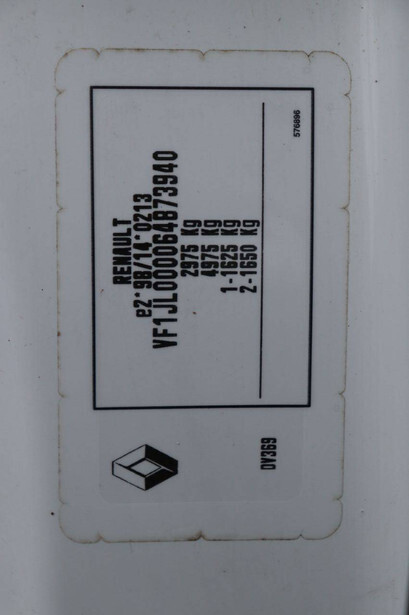 RENAULT
e2*98/14*0213
VF1JL000064873940
2975 Kg
4975 Kg
1-1625 Kg
2-1650 Kg
576896
DV369